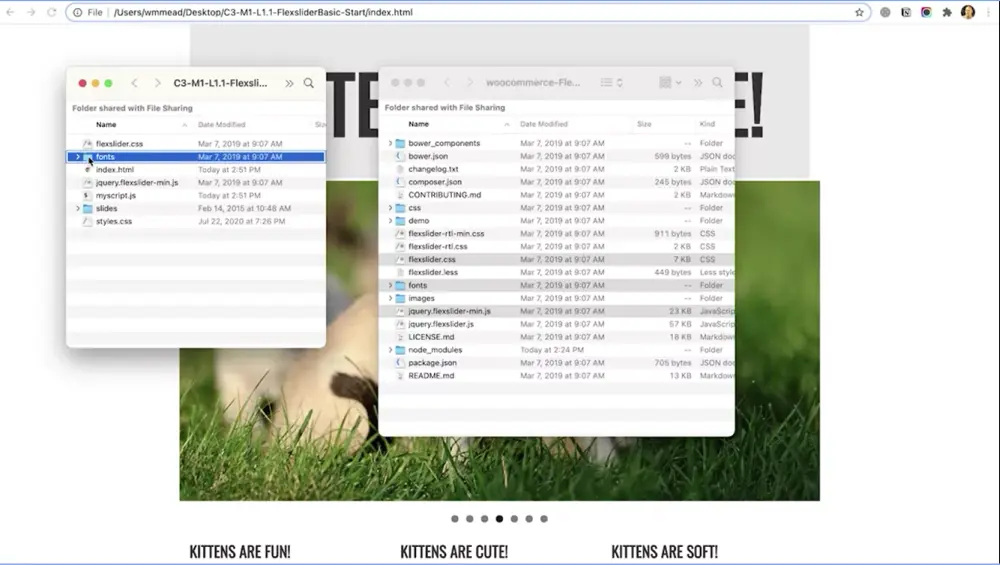 File | /Users/wmmead/Desktop/C3-M1-L1.1-FlexsliderBasic-Start/index.html
E!
C3-M1-L1.1-Flexsli...
Folder shared with File Sharing
Name Date Modified Siz
flexslider.css Mar 7, 2019 at 9:07 AM
fonts Mar 7, 2019 at 9:07 AM
index.html Today at 2:51 PM
jquery.flexslider-min.js Mar 7, 2019 at 9:07 AM
myscript.js Today at 2:51 PM
slides Feb 14, 2015 at 10:48 AM
styles.css Jul 22, 2020 at 7:26 PM
woocommerce-Fle...
Folder shared with File Sharing
Name Date Modified Size Kind
bower_components Mar 7, 2019 at 9:07 AM -- Folder
bower.json Mar 7, 2019 at 9:07 AM 599 bytes JSON doc
changelog.txt Mar 7, 2019 at 9:07 AM 2 KB Plain Text
composer.json Mar 7, 2019 at 9:07 AM 245 bytes JSON doc
CONTRIBUTING.md Mar 7, 2019 at 9:07 AM 2 KB Markdow
css Mar 7, 2019 at 9:07 AM -- Folder
demo Mar 7, 2019 at 9:07 AM -- Folder
flexslider-rtl-min.css Mar 7, 2019 at 9:07 AM 911 bytes CSS
flexslider-rtl.css Mar 7, 2019 at 9:07 AM 2 KB CSS
flexslider.css Mar 7, 2019 at 9:07 AM 7 KB CSS
flexslider.less Mar 7, 2019 at 9:07 AM 449 bytes Less style
fonts Mar 7, 2019 at 9:07 AM -- Folder
images Mar 7, 2019 at 9:07 AM -- Folder
jquery.flexslider-min.js Mar 7, 2019 at 9:07 AM 23 KB JavaScrip
jquery.flexslider.js Mar 7, 2019 at 9:07 AM 57 KB JavaScrip
LICENSE.md Mar 7, 2019 at 9:07 AM 18 KB Markdow
node_modules Today at 2:24 PM -- Folder
package.json Mar 7, 2019 at 9:07 AM 705 bytes JSON doc
README.md Mar 7, 2019 at 9:07 AM 13 KB Markdow
KITTENS ARE FUN! KITTENS ARE CUTE! KITTENS ARE SOFT!